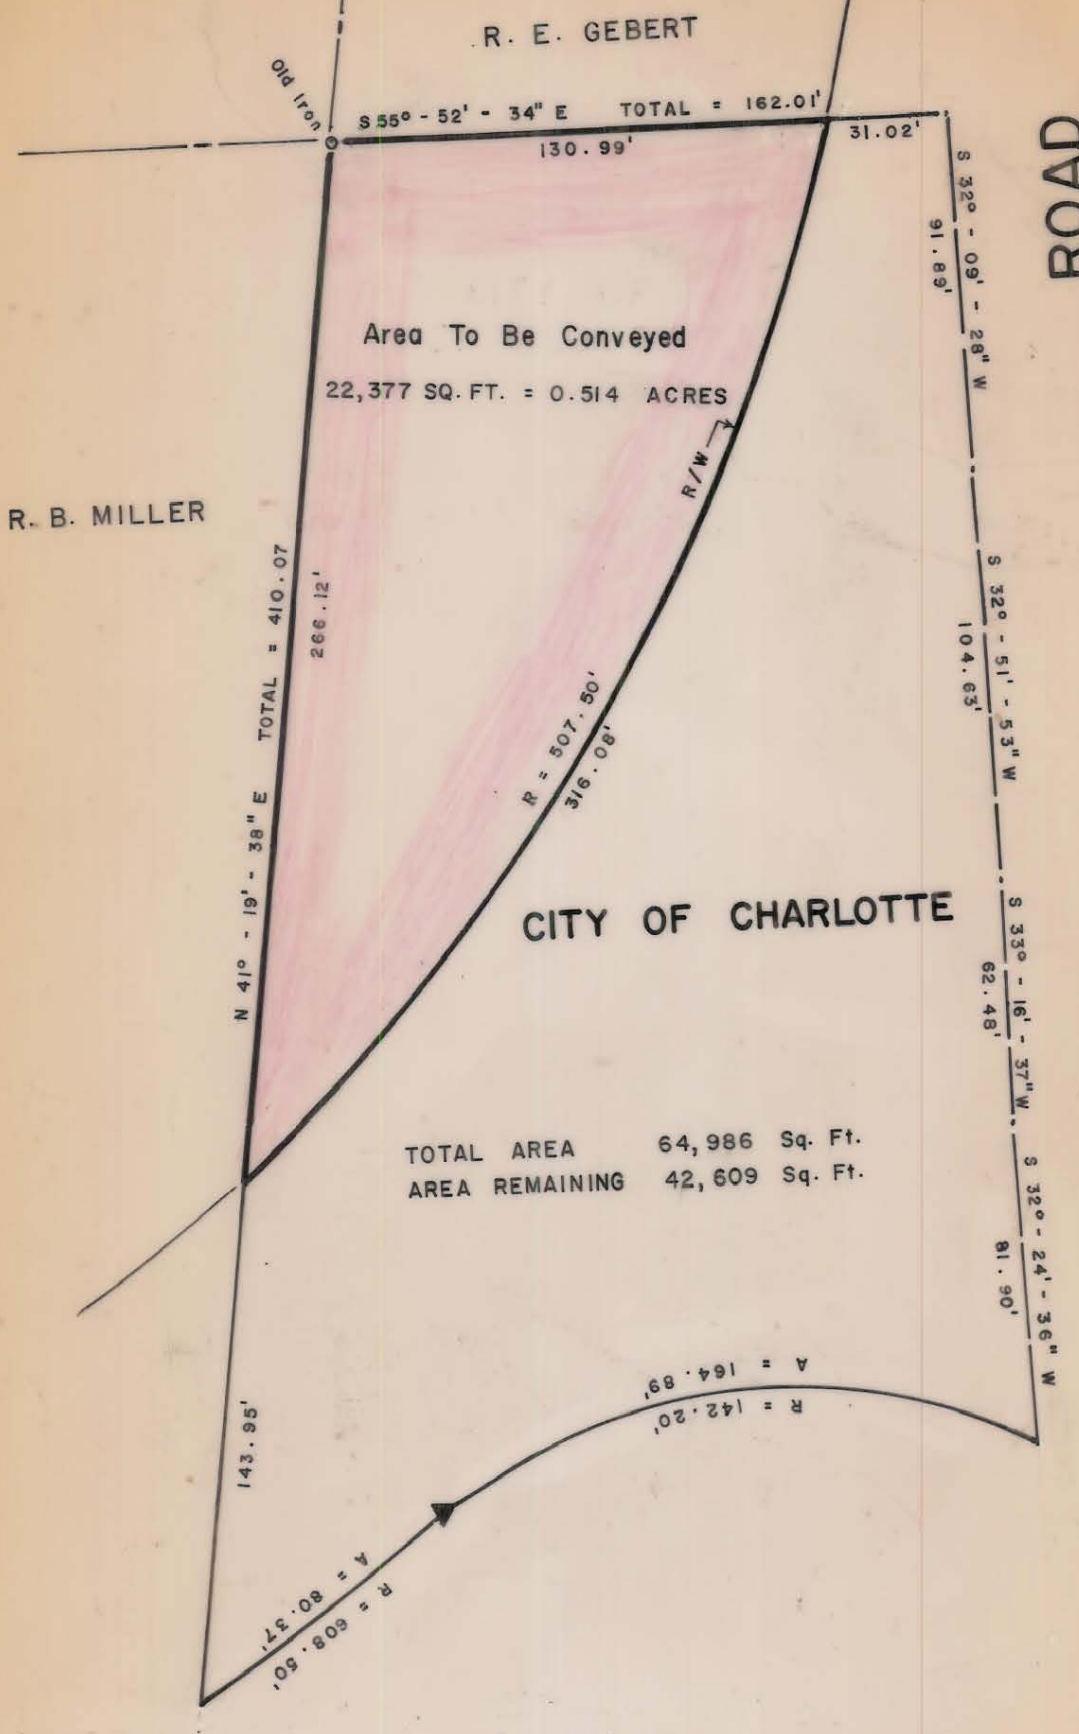 R. E. GEBERT
Old Iron
S 55° - 52' - 34" E TOTAL = 162.01'
130.99'
31.02'
ROAD
S 32° - 09' - 28" W
91.89'
Area To Be Conveyed
22,377 SQ. FT. = 0.514 ACRES
R/W
R. B. MILLER
N 41° - 19' - 38" E TOTAL = 410.07
266.12'
S 32° - 51' - 53" W
104.63'
R = 507.50'
316.08'
CITY OF CHARLOTTE
S 33° - 16' - 37" W
62.48'
TOTAL AREA 64,986 Sq. Ft.
AREA REMAINING 42,609 Sq. Ft.
S 32° - 24' - 36" W
81.90'
A = 164.89'
R = 142.20'
143.95'
A = 80.37'
R = 608.50'